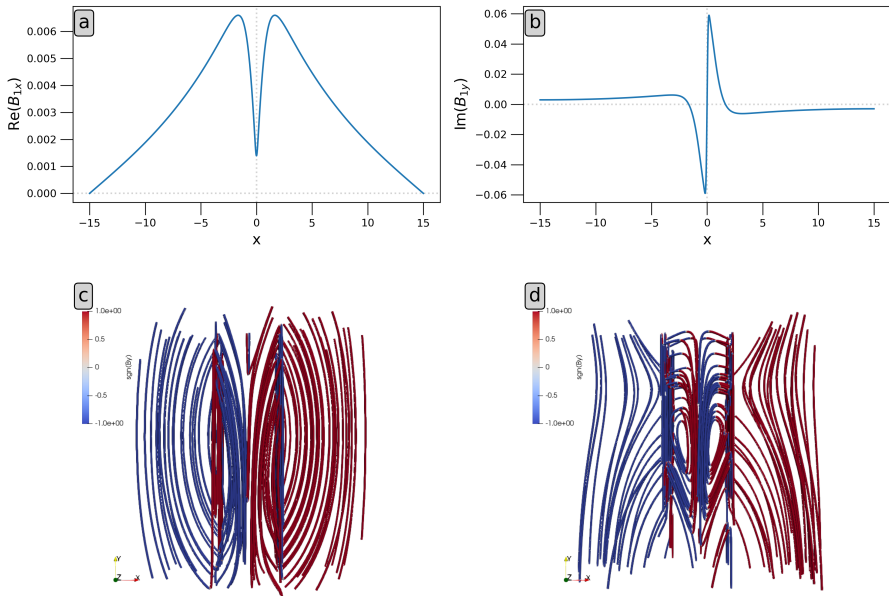 a
Re(B1x)
0.006
0.005
0.004
0.003
0.002
0.001
0.000
−15
−10
−5
0
5
10
15
x
b
Im(B1y)
0.06
0.04
0.02
0.00
−0.02
−0.04
−0.06
−15
−10
−5
0
5
10
15
x
c
1.0e+00
0.5
0.0
-0.5
-1.0e+00
sgn(By)
Y
Z
X
d
1.0e+00
0.5
0.0
-0.5
-1.0e+00
sgn(By)
Y
Z
X